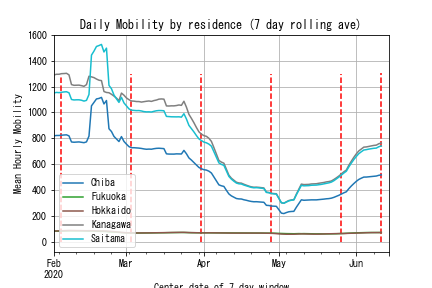 Daily Mobility by residence (7 day rolling ave)
1600
1400
1200
1000
800
600
400
200
0
Mean Hourly Mobility
Chiba
Fukuoka
Hokkaido
Kanagawa
Saitama
Feb Mar Apr May Jun
2020
Center date of 7 day window